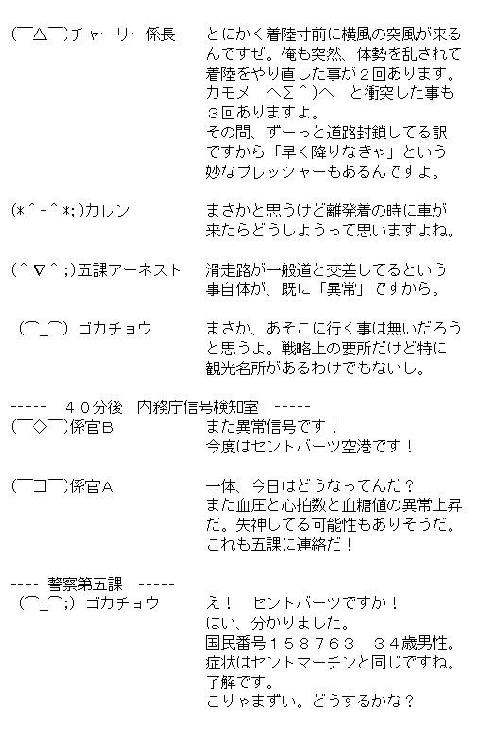 (￣△￣)チャーリー係長　とにかく着陸寸前に横風の突風が来る
んですぜ。俺も突然、体勢を乱されて
着陸をやり直した事が２回あります。
カモメ　ヘΣ＾)ヘ　と衝突した事も
３回ありますよ。
その間、ずーっと道路封鎖してる訳
ですから「早く降りなきゃ」という
妙なプレッシャーもあるんですよ。
(*＾-＾*;)カレン　まさかと思うけど離発着の時に車が
来たらどうしようって思いますよね。
(＾∇＾;)五課アーネスト　滑走路が一般道と交差してるという
事自体が、既に「異常」ですから。
(⌒_⌒) ゴカチョウ　まさか、あそこに行く事は無いだろう
と思うよ。戦略上の要所だけど特に
観光名所があるわけでもないし。
-----　４０分後　内務庁信号検知室　-----
(￣◇￣)係官Ｂ　また異常信号です！
今度はセントバーツ空港です！
(￣コ￣)係官Ａ　一体、今日はどうなってんだ？
また血圧と心拍数と血糖値の異常上昇
だ。失神してる可能性もありそうだ。
これも五課に連絡だ！
---- 警察第五課　-----
(⌒_⌒;) ゴカチョウ　え！　セントバーツですか！
はい、分かりました。
国民番号１５８７６３　３４歳男性。
症状はセントマーチンと同じですね。
了解です。
こりゃまずい。どうするかな？